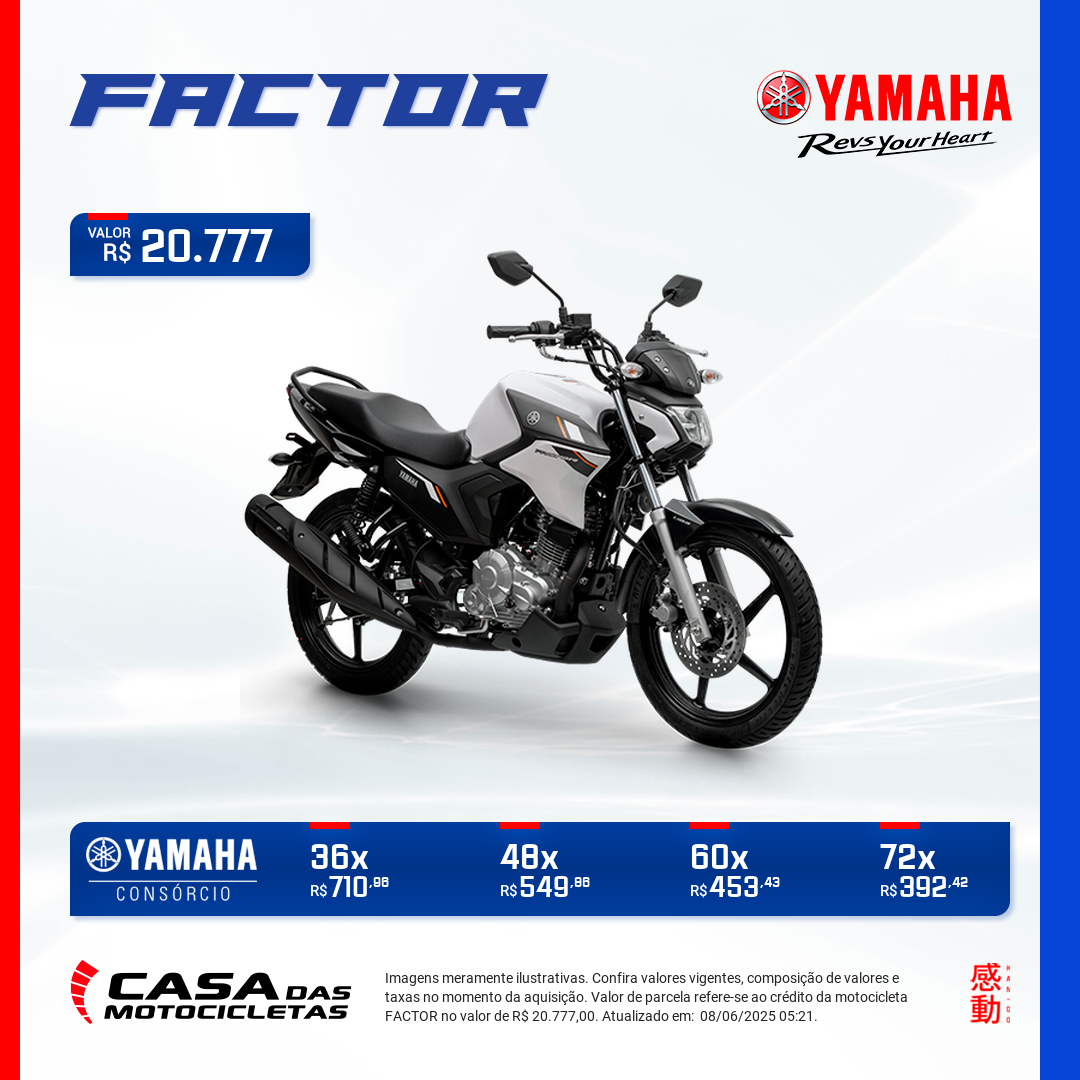 FACTOR
YAMAHA
Revs Your Heart
VALOR
R$ 20.777
YAMAHA
YAMAHA
CONSÓRCIO
36x
R$ 710,96
48x
R$ 549,86
60x
R$ 453,43
72x
R$ 392,42
CASA DAS
MOTOCICLETAS
Imagens meramente ilustrativas. Confira valores vigentes, composição de valores e
taxas no momento da aquisição. Valor de parcela refere-se ao crédito da motocicleta
FACTOR no valor de R$ 20.777,00. Atualizado em: 08/06/2025 05:21.
感動